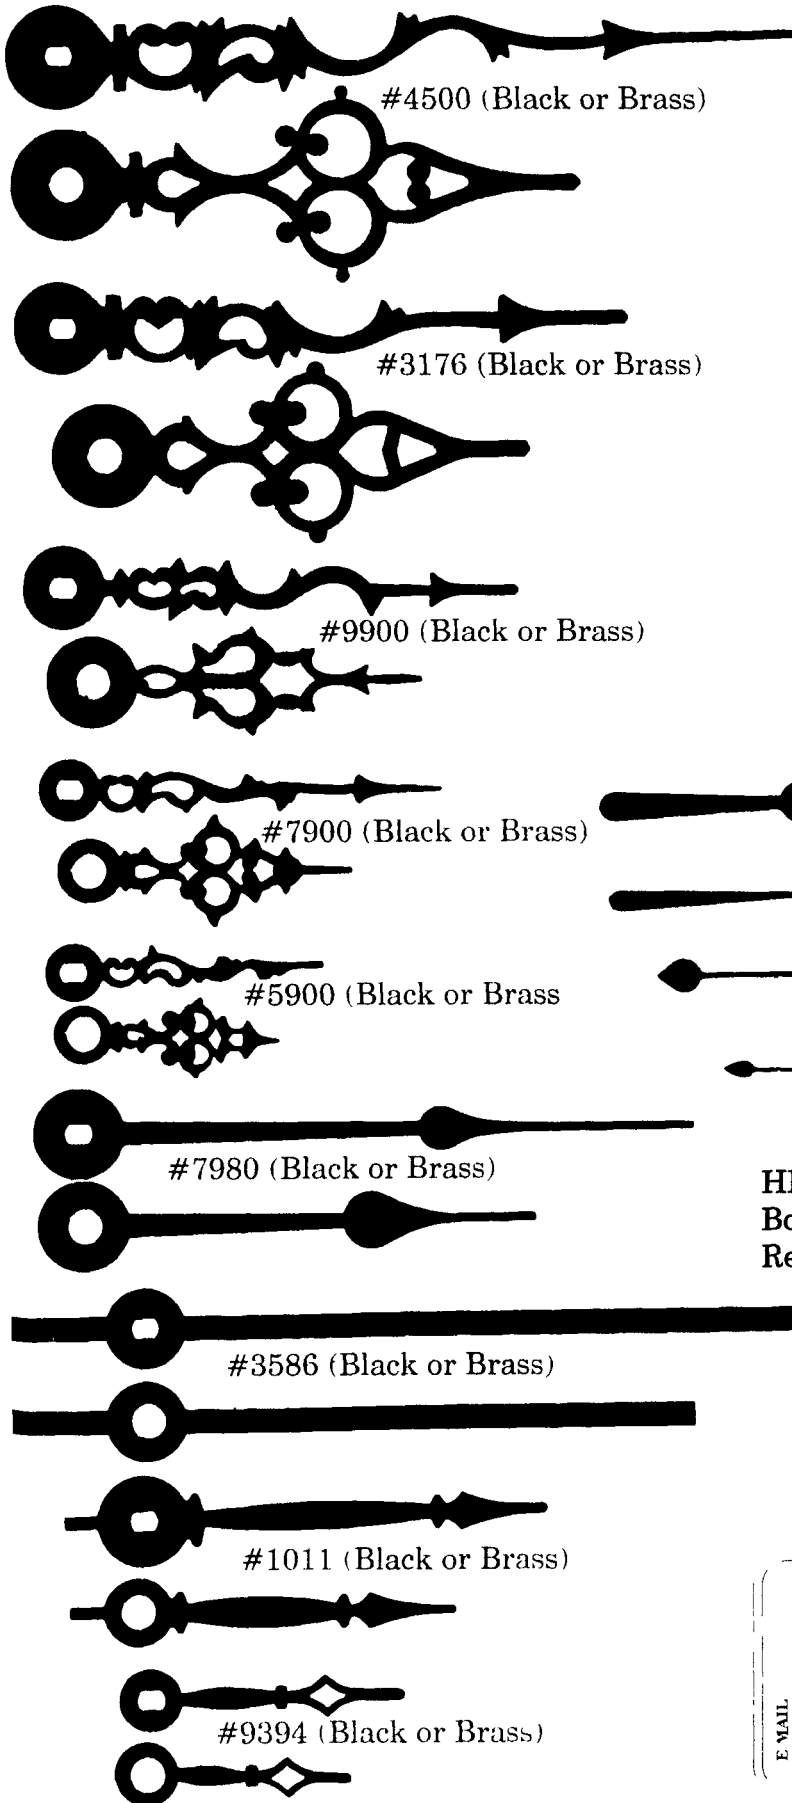 #4500 (Black or Brass)
#3176 (Black or Brass)
#9900 (Black or Brass)
#7900 (Black or Brass)
#5900 (Black or Brass
#7980 (Black or Brass)
#3586 (Black or Brass)
#1011 (Black or Brass)
#9394 (Black or Brass)
E MAIL